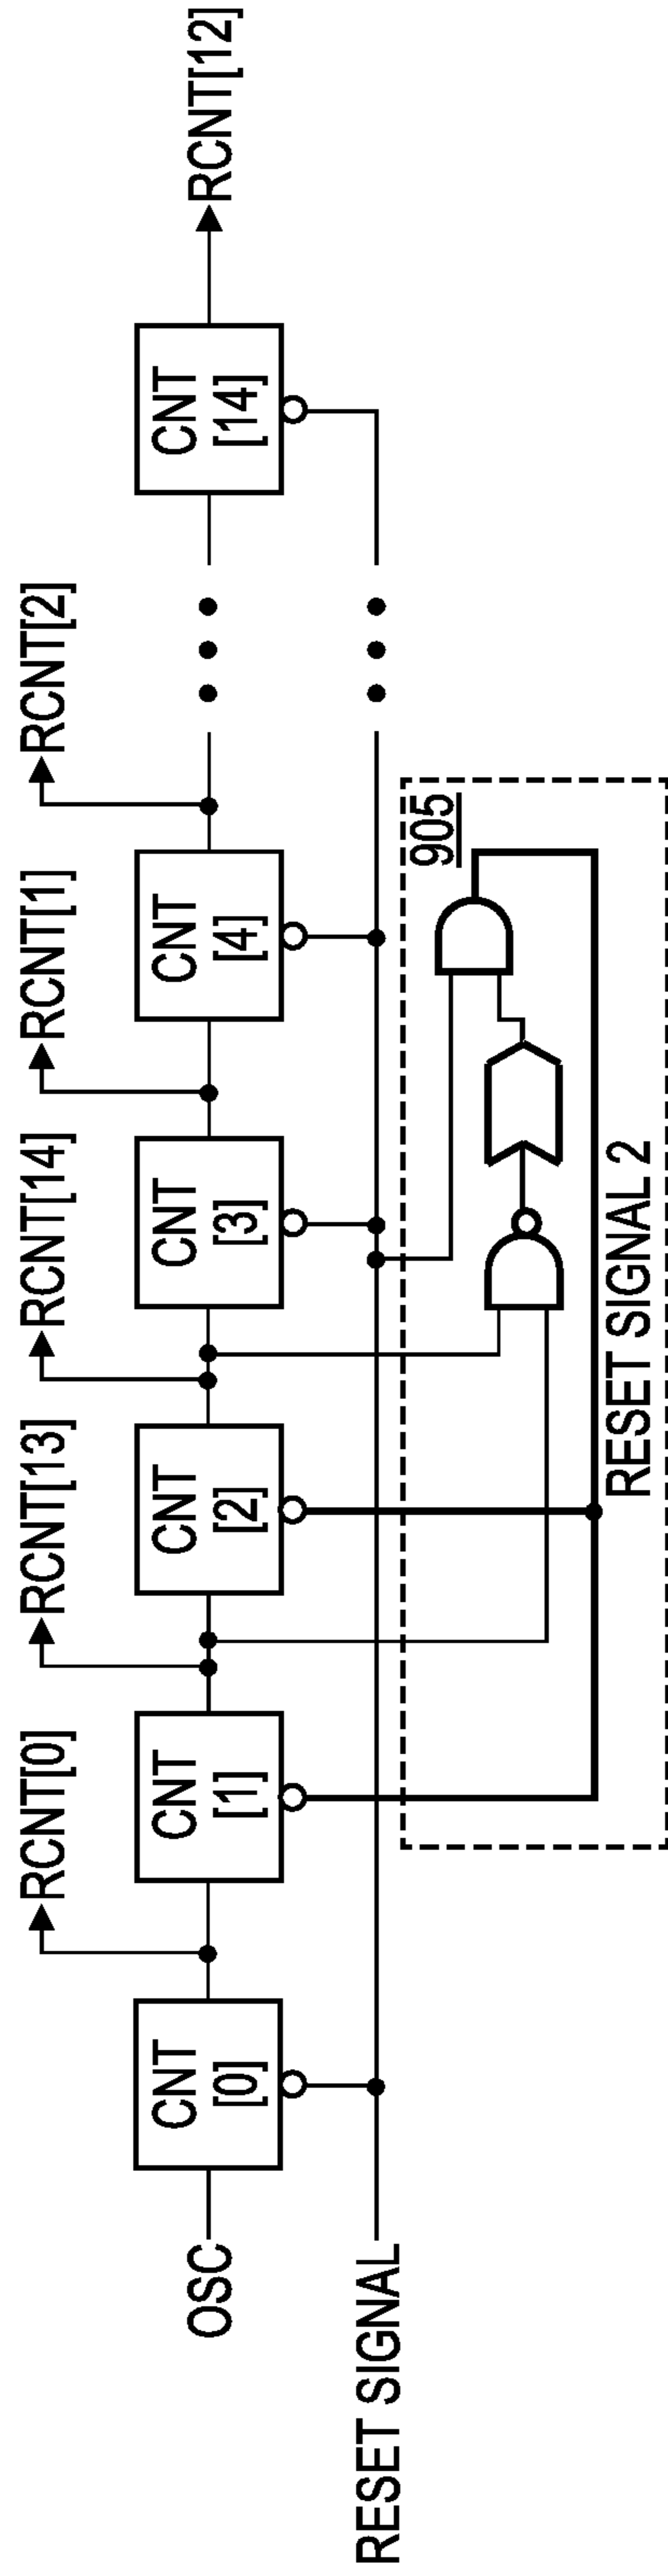 RCNT[0]
RCNT[13]
RCNT[14]
RCNT[1]
RCNT[2]
OSC
CNT
[0]
CNT
[1]
CNT
[2]
CNT
[3]
CNT
[4]
CNT
[14]
RCNT[12]
RESET SIGNAL
905
RESET SIGNAL 2